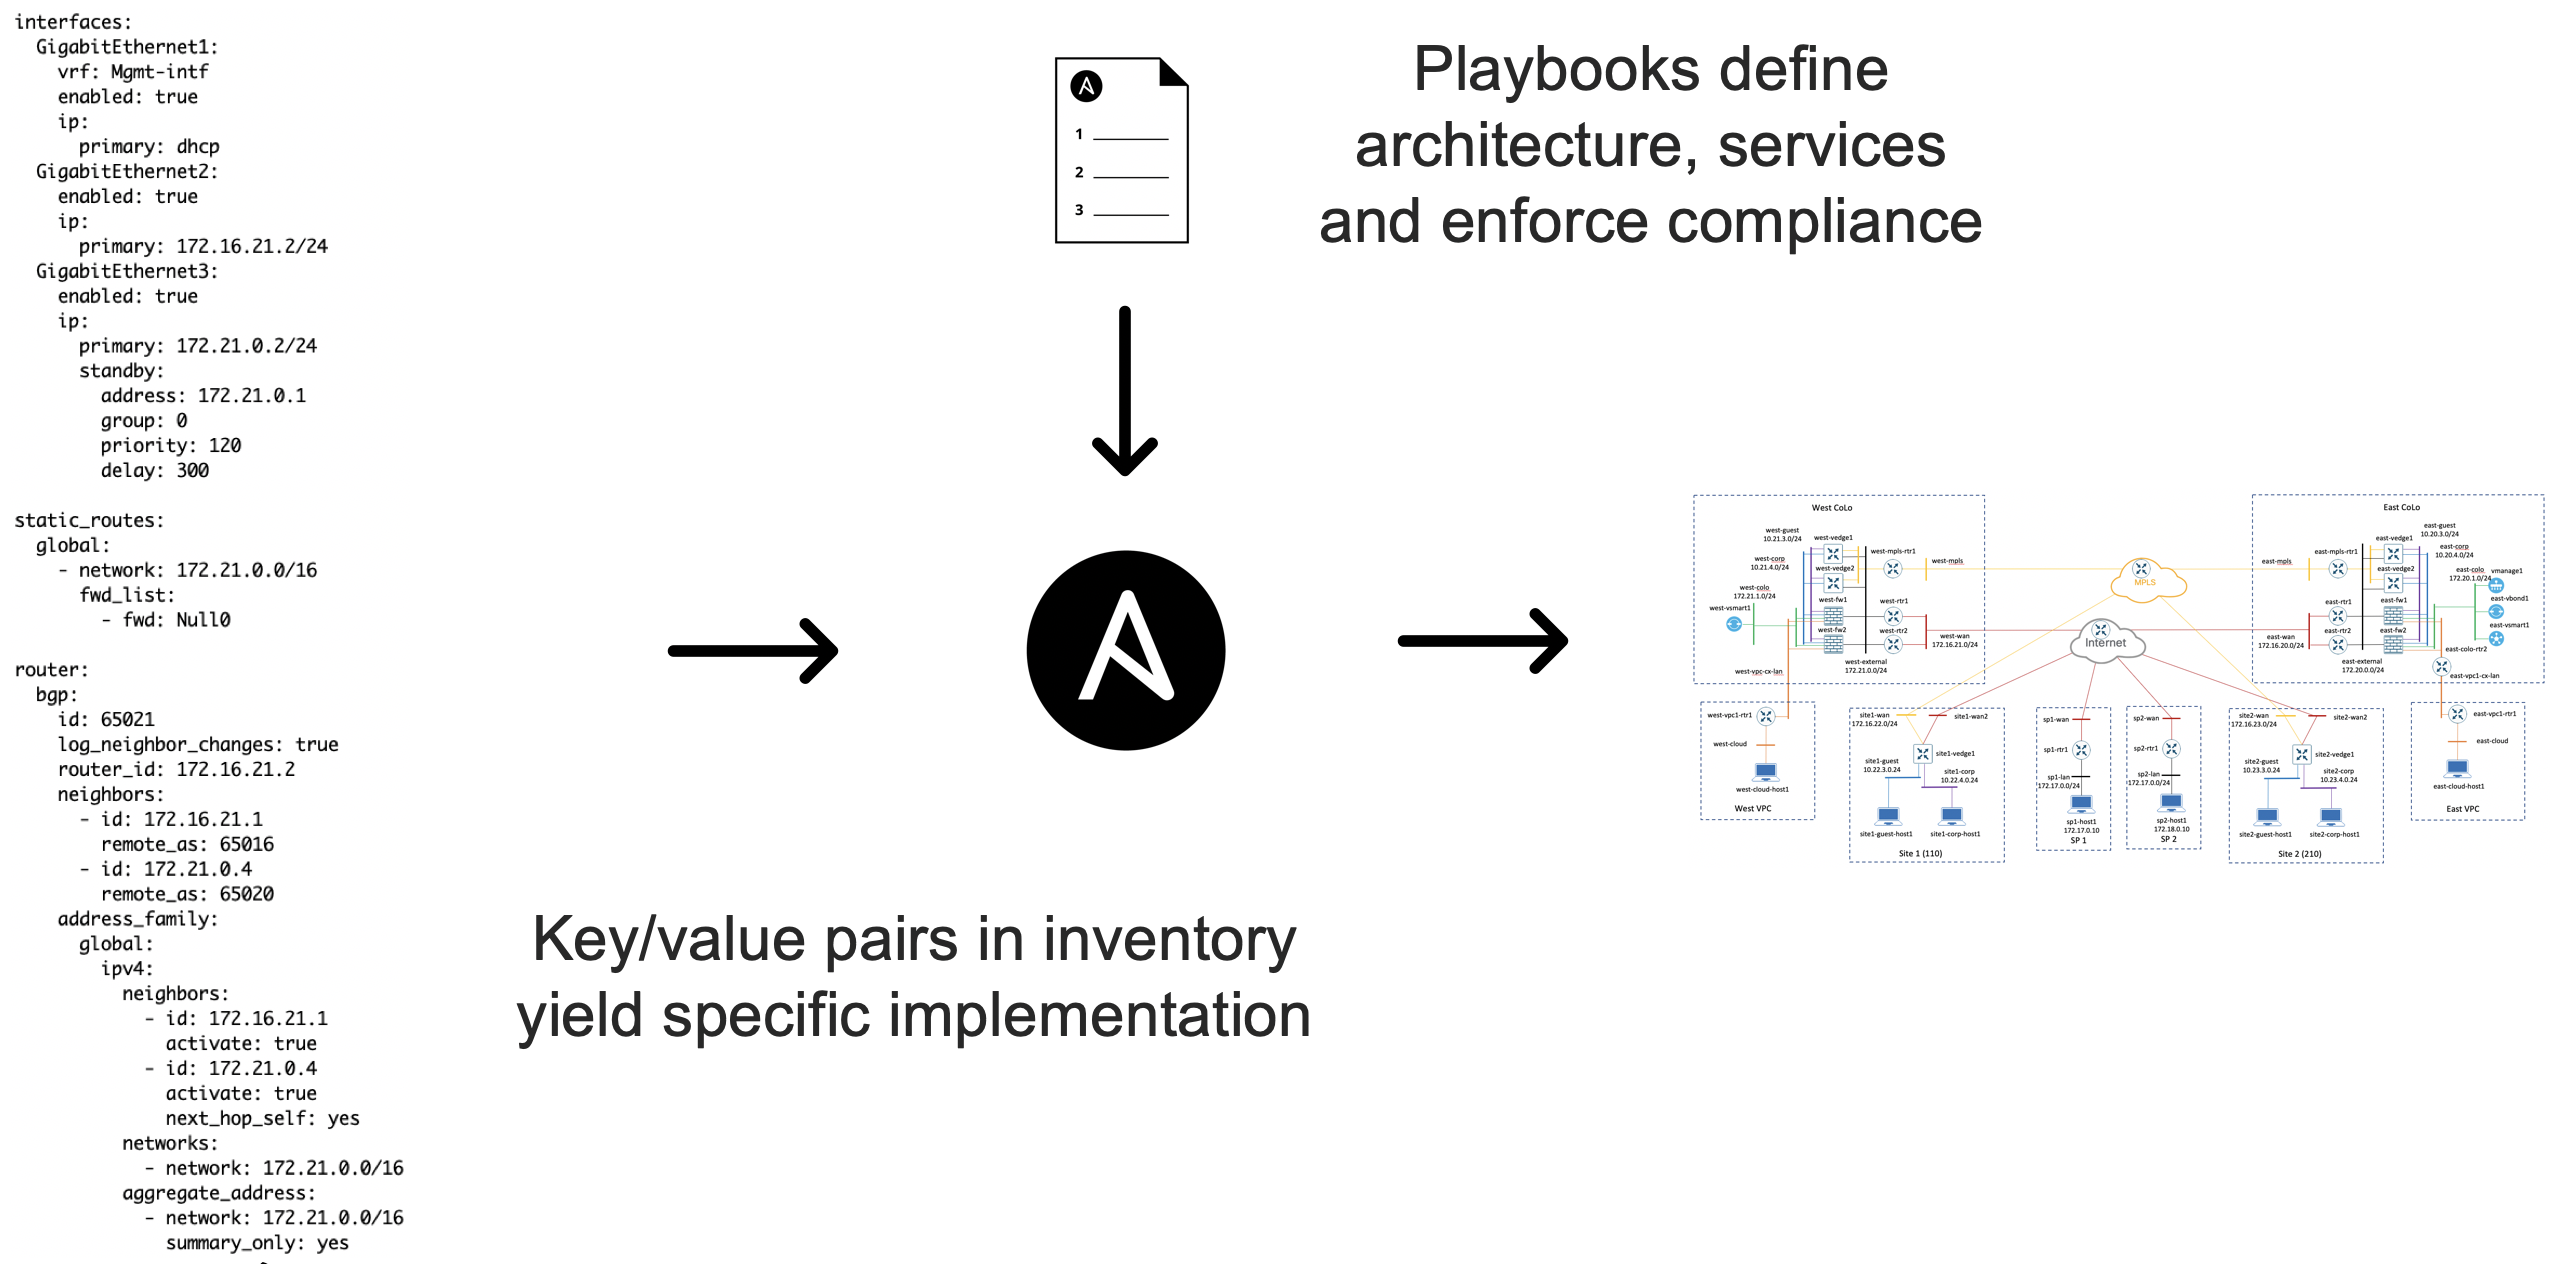 interfaces:
  GigabitEthernet1:
    vrf: Mgmt-intf
    enabled: true
    ip:
      primary: dhcp
  GigabitEthernet2:
    enabled: true
    ip:
      primary: 172.16.21.2/24
  GigabitEthernet3:
    enabled: true
    ip:
      primary: 172.21.0.2/24
      standby:
        address: 172.21.0.1
        group: 0
        priority: 120
        delay: 300
static_routes:
  global:
    - network: 172.21.0.0/16
      fwd_list:
        - fwd: Null0
router:
  bgp:
    id: 65021
    log_neighbor_changes: true
    router_id: 172.16.21.2
    neighbors:
      - id: 172.16.21.1
        remote_as: 65016
      - id: 172.21.0.4
        remote_as: 65020
    address_family:
      global:
        ipv4:
          neighbors:
            - id: 172.16.21.1
              activate: true
            - id: 172.21.0.4
              activate: true
              next_hop_self: yes
          networks:
            - network: 172.21.0.0/16
          aggregate_address:
            - network: 172.21.0.0/16
              summary_only: yes
1
2
3
Playbooks define
architecture, services
and enforce compliance
Key/value pairs in inventory
yield specific implementation
West CoLo
west-guest
10.21.3.0/24
west-vedge1
west-corp
10.21.4.0/24
west-vedge2
west-mpls-rtr1
west-mpls
west-colo
172.21.1.0/24
west-vsmart1
west-fw1
west-fw2
west-rtr1
west-rtr2
west-wan
172.16.21.0/24
west-external
172.21.0.0/24
west-vpc-cx-lan
MPLS
Internet
East CoLo
east-guest
10.20.3.0/24
east-vedge1
east-corp
10.20.4.0/24
east-mpls-rtr1
east-mpls
east-vedge2
east-colo
172.20.1.0/24
vmanage1
east-vbond1
east-vsmart1
east-rtr1
east-rtr2
east-fw1
east-fw2
east-wan
172.16.20.0/24
east-external
172.20.0.0/24
east-colo-rtr2
east-vpc1-cx-lan
west-vpc1-rtr1
west-cloud
west-cloud-host1
West VPC
site1-wan
172.16.22.0/24
site1-wan2
site1-vedge1
site1-guest
10.22.3.0.24
site1-corp
10.22.4.0.24
site1-guest-host1
site1-corp-host1
Site 1 (110)
sp1-wan
sp1-rtr1
sp1-lan
172.17.0.0/24
sp1-host1
172.17.0.10
SP 1
sp2-wan
sp2-rtr1
sp2-lan
172.17.0.0/24
sp2-host1
172.18.0.10
SP 2
site2-wan
172.16.23.0/24
site2-wan2
site2-vedge1
site2-guest
10.23.3.0.24
site2-corp
10.23.4.0.24
site2-guest-host1
site2-corp-host1
Site 2 (210)
east-vpc1-rtr1
east-cloud
east-cloud-host1
East VPC